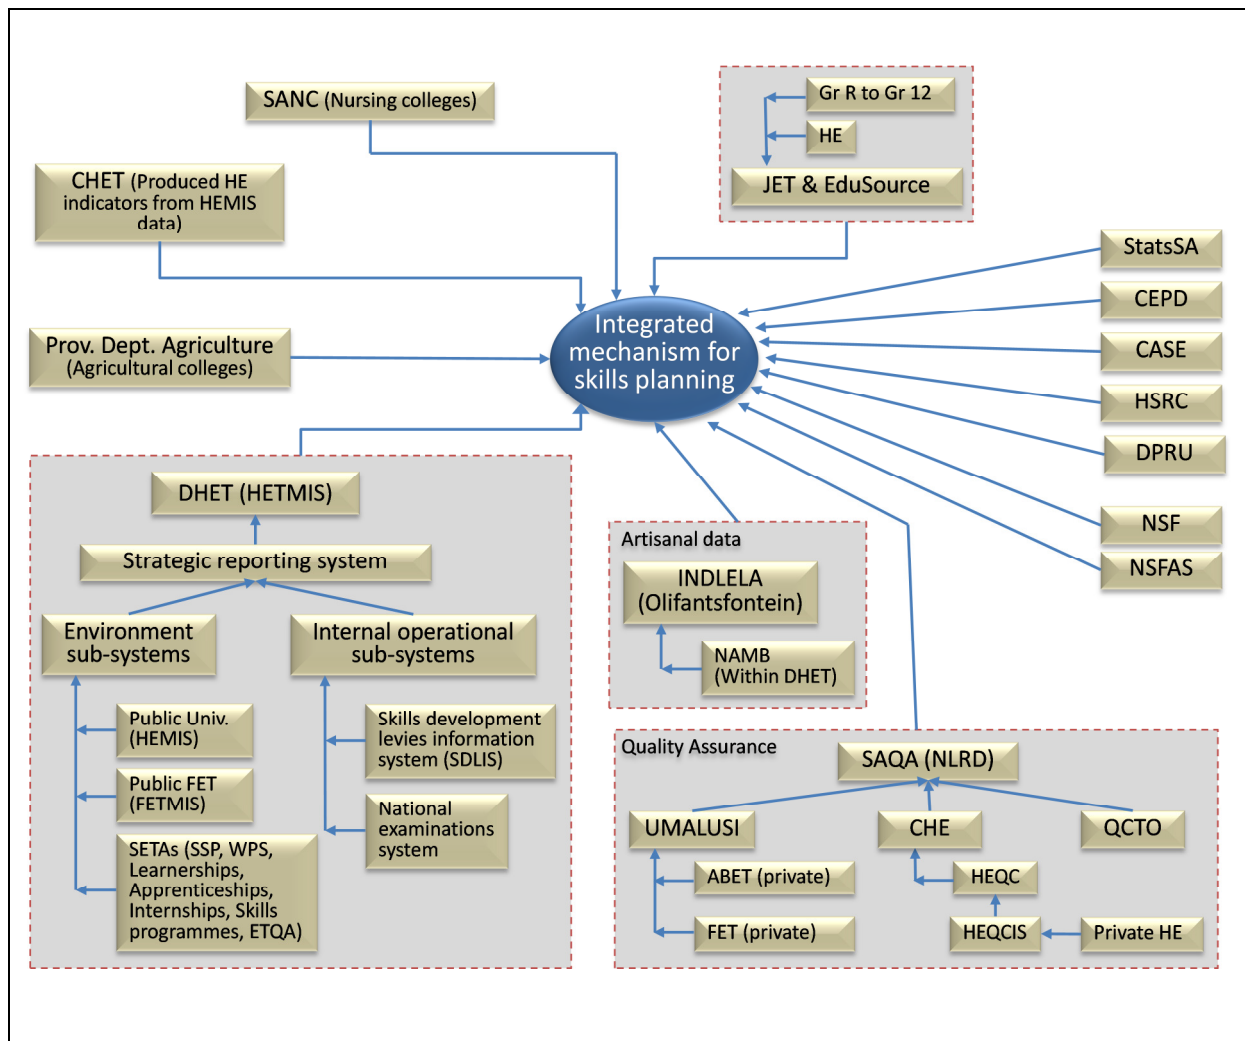 SANC (Nursing colleges)
Gr R to Gr 12
HE
JET & EduSource
CHET (Produced HE
indicators from HEMIS
data)
StatsSA
CEPD
CASE
HSRC
DPRU
NSF
NSFAS
Integrated
mechanism for
skills planning
Prov. Dept. Agriculture
(Agricultural colleges)
DHET (HETMIS)
Strategic reporting system
Environment
sub-systems
Internal operational
sub-systems
Public Univ.
(HEMIS)
Public FET
(FETMIS)
SETAs (SSP, WPS,
Learnerships,
Apprenticeships,
Internships, Skills
programmes, ETQA)
Skills development
levies information
system (SDLIS)
National
examinations
system
Artisanal data
INDLELA
(Olifantsfontein)
NAMB
(Within DHET)
Quality Assurance
SAQA (NLRD)
UMALUSI
CHE
QCTO
ABET (private)
HEQC
FET (private)
HEQCIS
Private HE